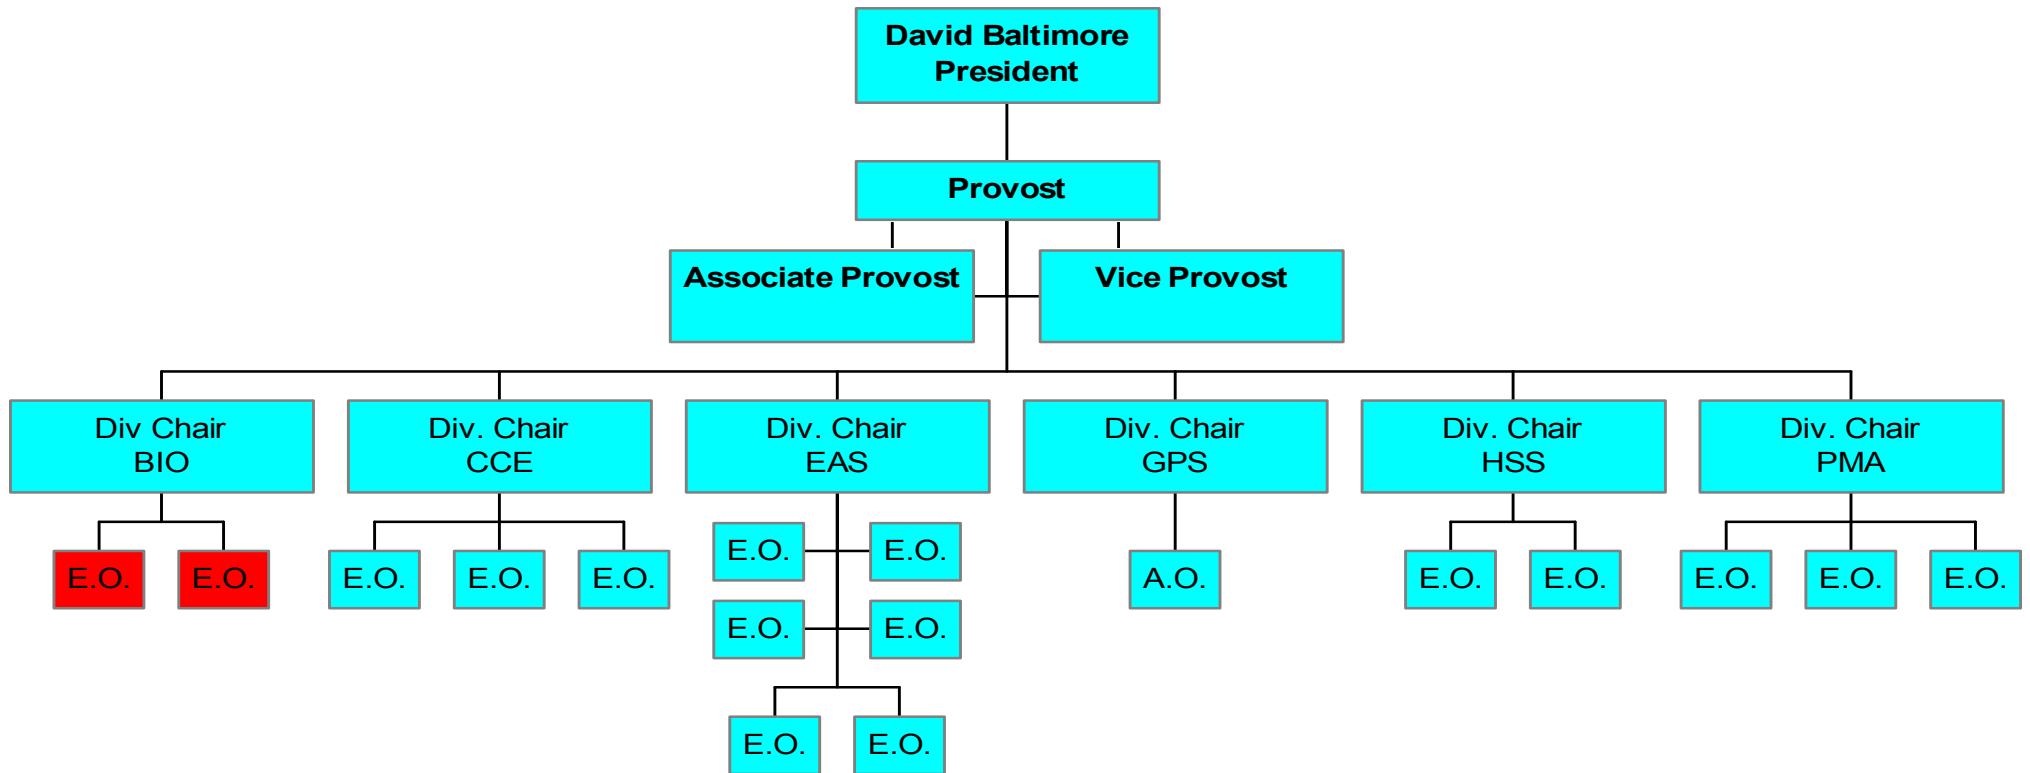 David Baltimore
President
Provost
Associate Provost
Vice Provost
Div Chair
BIO
Div. Chair
CCE
Div. Chair
EAS
Div. Chair
GPS
Div. Chair
HSS
Div. Chair
PMA
E.O.
E.O.
E.O.
E.O.
E.O.
E.O.
E.O.
E.O.
E.O.
E.O.
E.O.
A.O.
E.O.
E.O.
E.O.
E.O.
E.O.